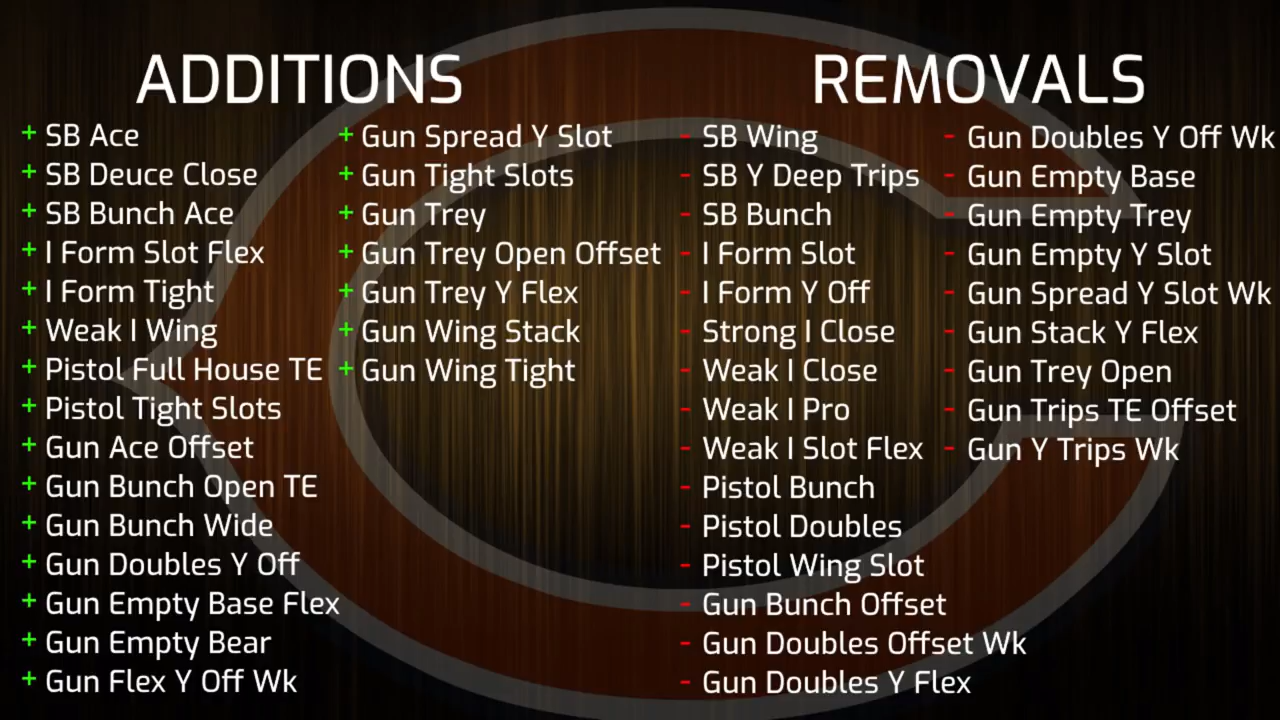 ADDITIONS
+ SB Ace
+ SB Deuce Close
+ SB Bunch Ace
+ I Form Slot Flex
+ I Form Tight
+ Weak I Wing
+ Pistol Full House TE
+ Pistol Tight Slots
+ Gun Ace Offset
+ Gun Bunch Open TE
+ Gun Bunch Wide
+ Gun Doubles Y Off
+ Gun Empty Base Flex
+ Gun Empty Bear
+ Gun Flex Y Off Wk
+ Gun Spread Y Slot
+ Gun Tight Slots
+ Gun Trey
+ Gun Trey Open Offset
+ Gun Trey Y Flex
+ Gun Wing Stack
+ Gun Wing Tight
REMOVALS
- SB Wing
- SB Y Deep Trips
- SB Bunch
- I Form Slot
- I Form Y Off
- Strong I Close
- Weak I Close
- Weak I Pro
- Weak I Slot Flex
- Pistol Bunch
- Pistol Doubles
- Pistol Wing Slot
- Gun Bunch Offset
- Gun Doubles Offset Wk
- Gun Doubles Y Flex
- Gun Doubles Y Off Wk
- Gun Empty Base
- Gun Empty Trey
- Gun Empty Y Slot
- Gun Spread Y Slot Wk
- Gun Stack Y Flex
- Gun Trey Open
- Gun Trips TE Offset
- Gun Y Trips Wk